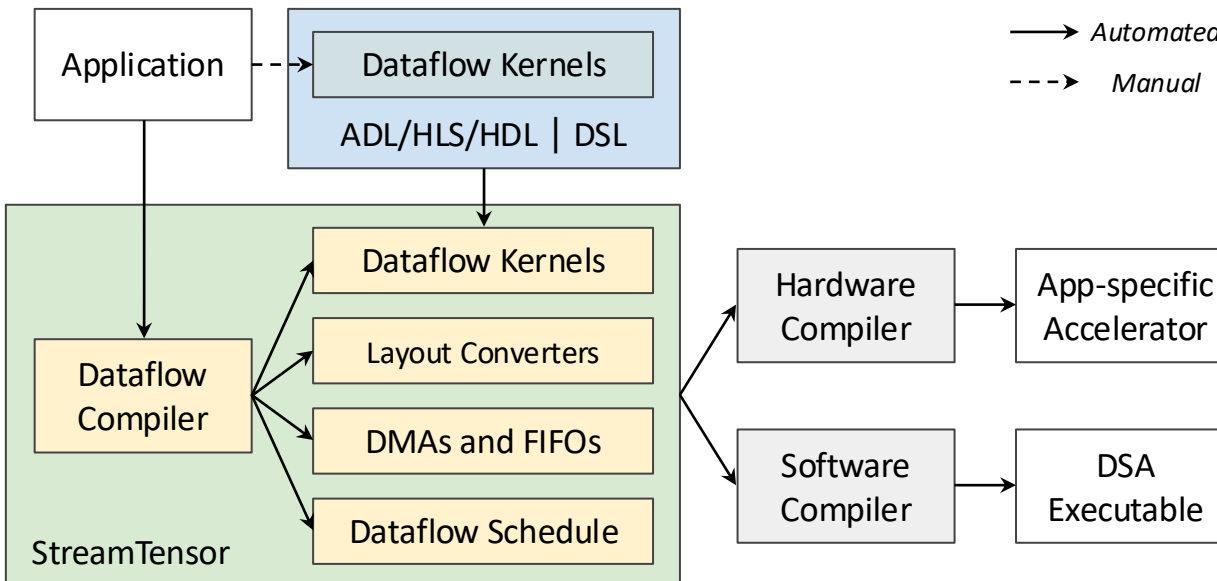 Application
Dataflow Kernels
ADL/HLS/HDL | DSL
Automated
Manual
Dataflow Kernels
Layout Converters
DMAs and FIFOs
Dataflow Schedule
Dataflow
Compiler
StreamTensor
Hardware
Compiler
App-specific
Accelerator
Software
Compiler
DSA
Executable